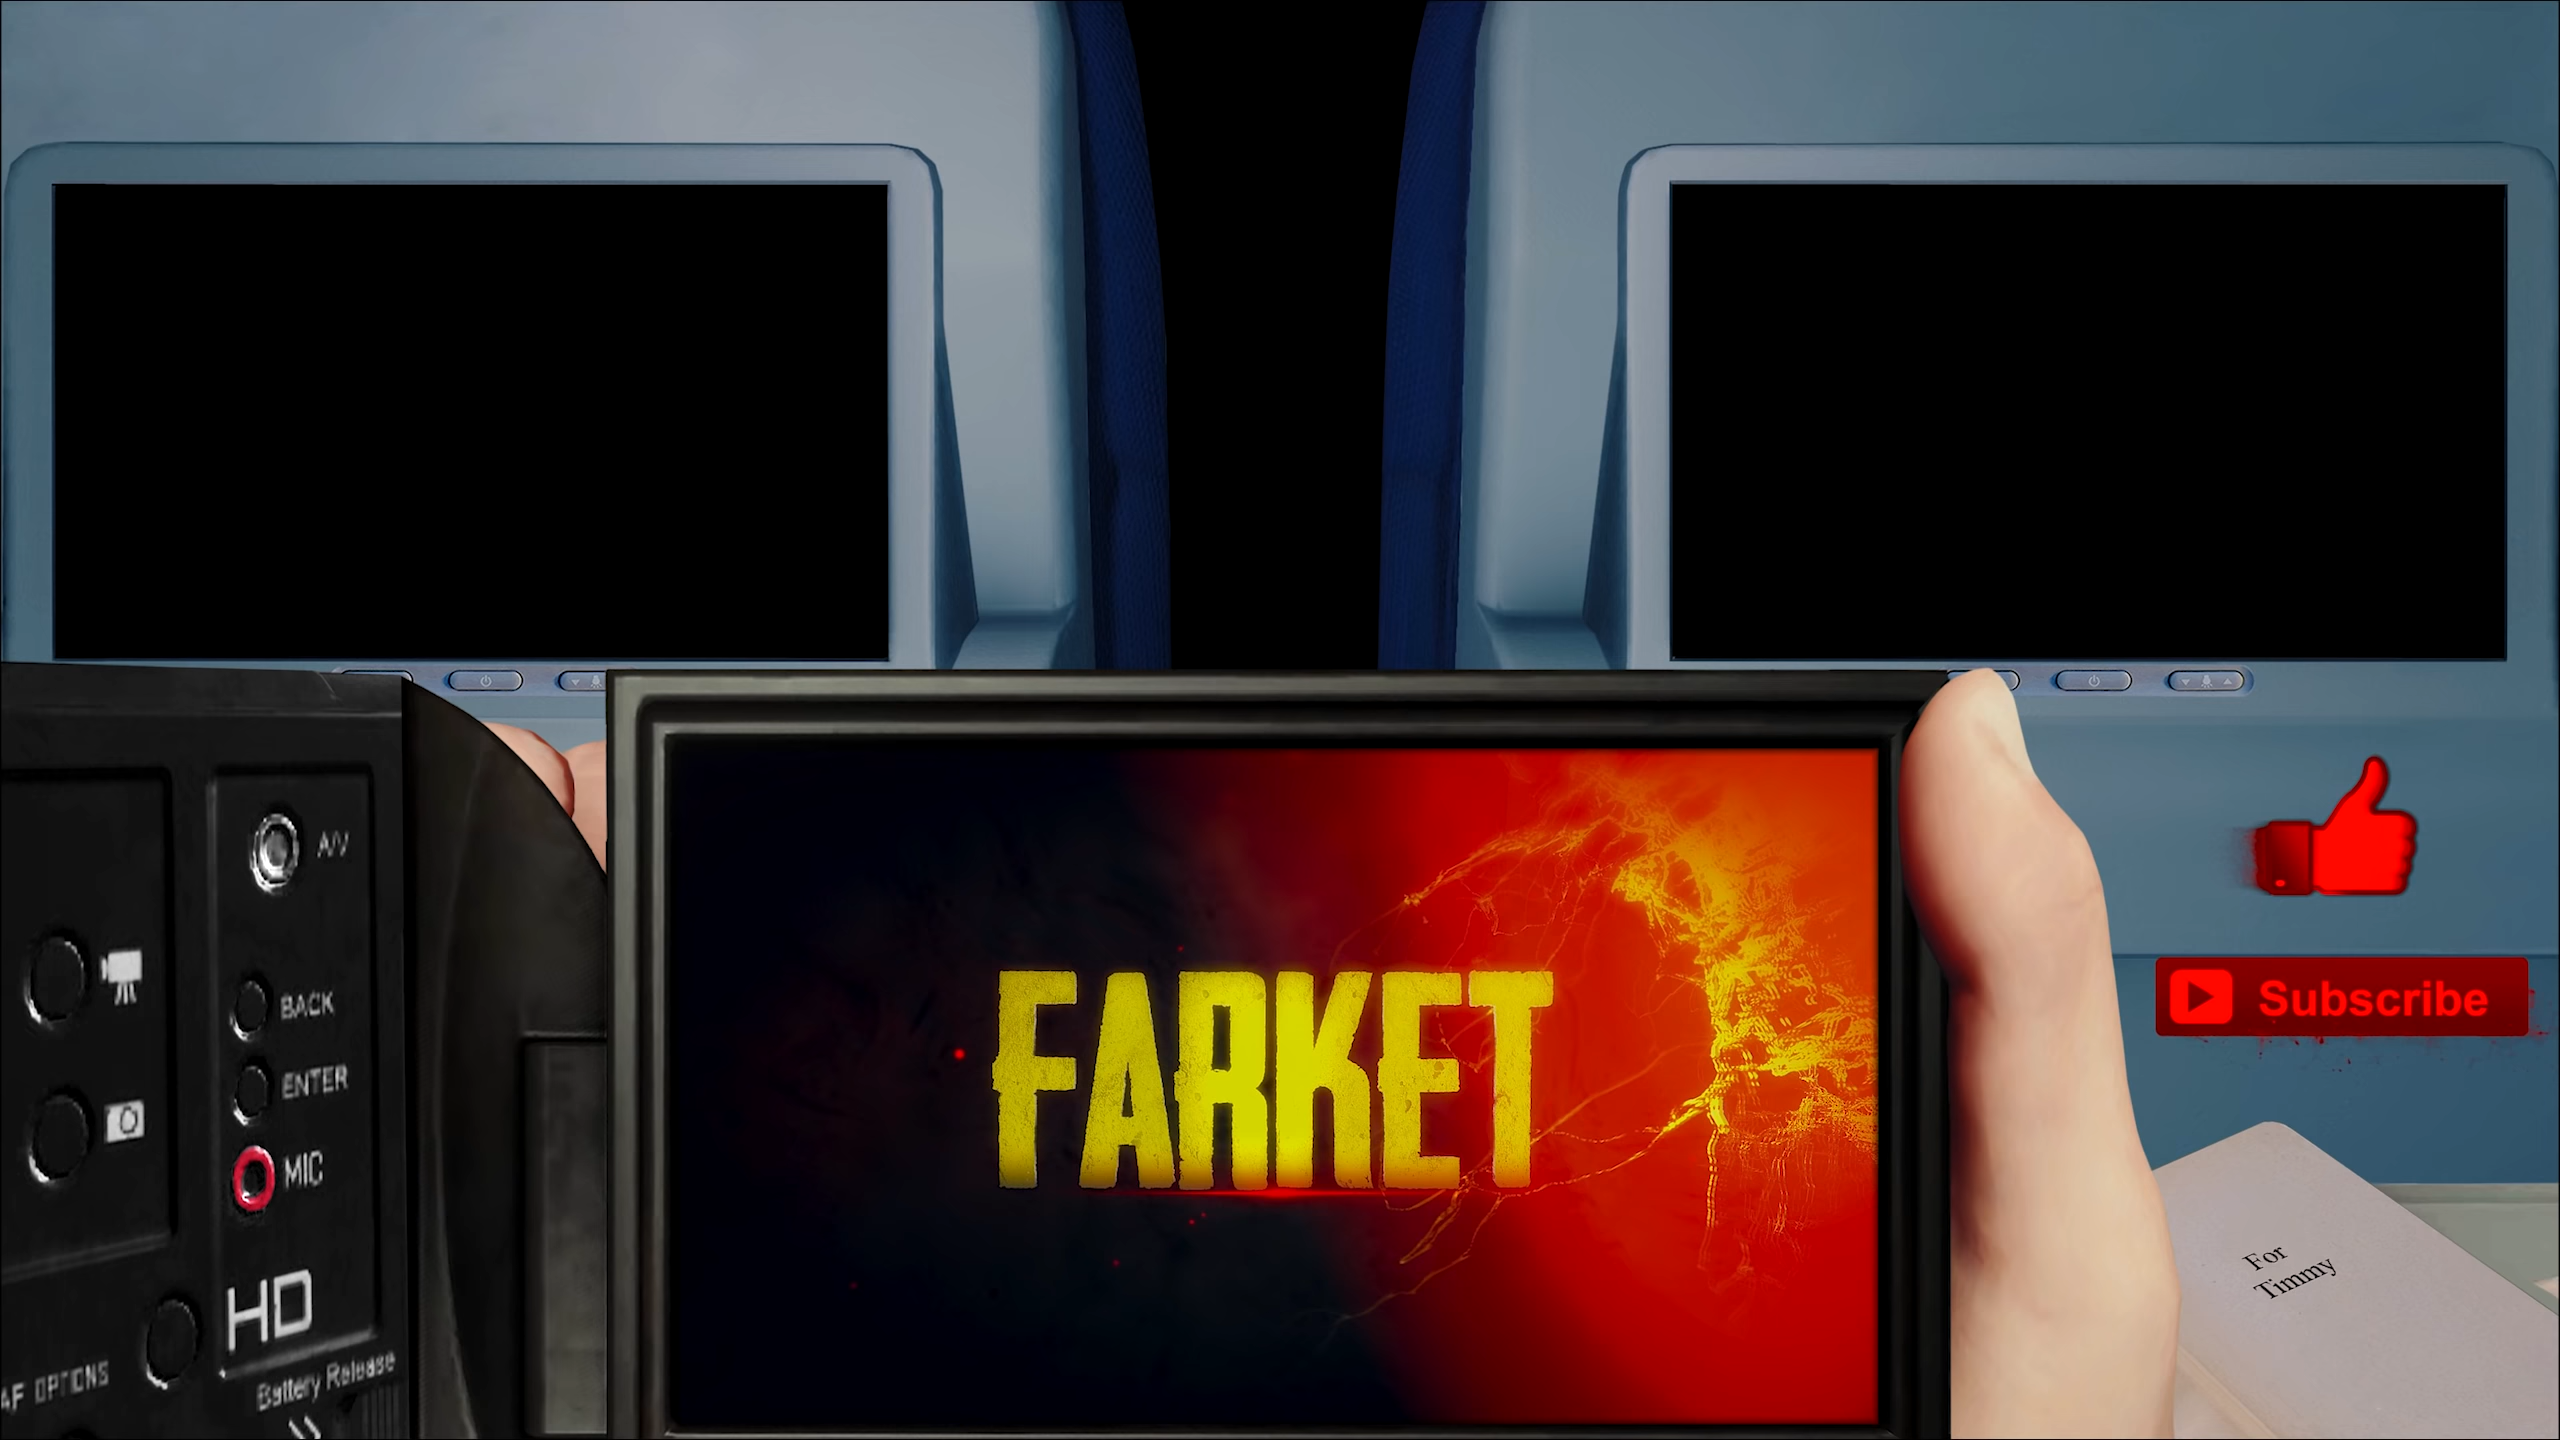 A/V
BACK
ENTER
MIC
HD
AF OPTIONS
Battery Release
FARKET
Subscribe
For
Timmy